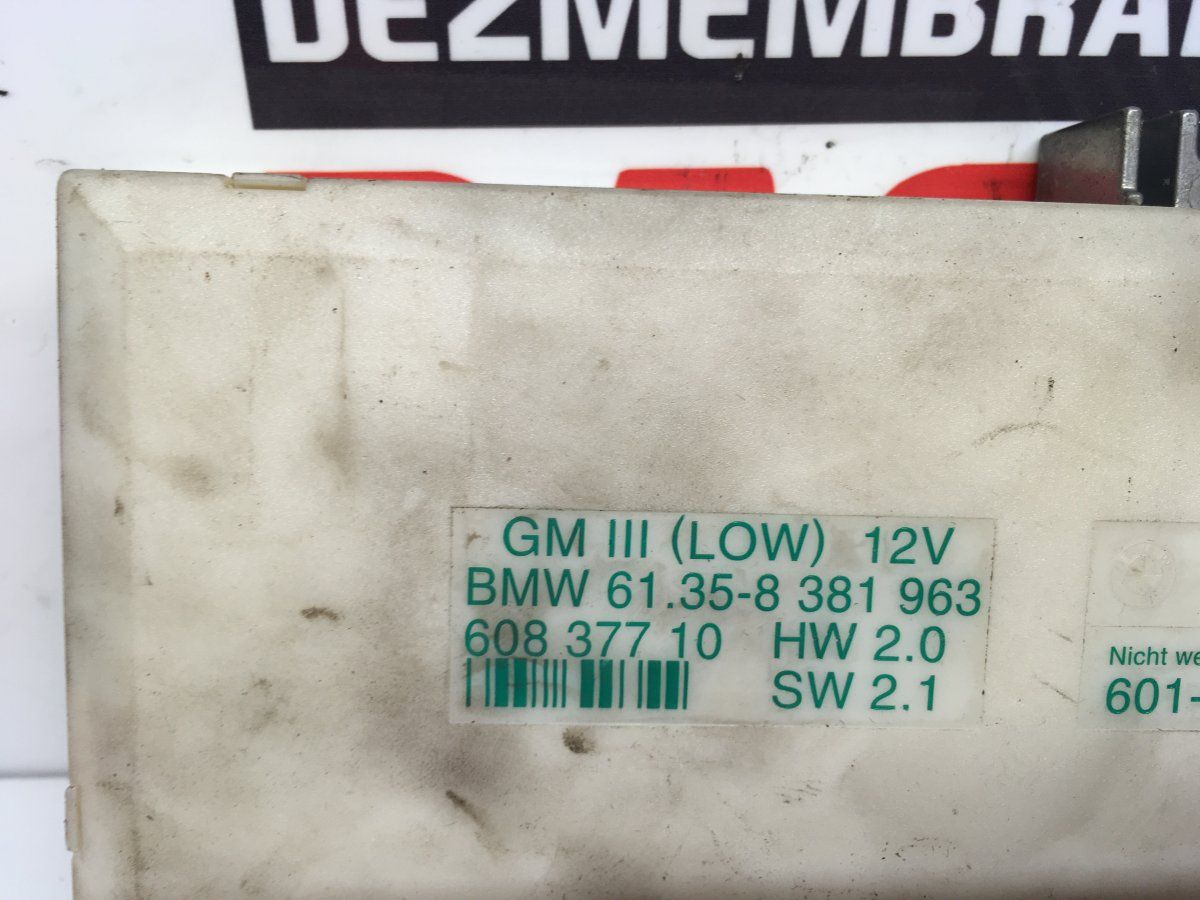 DEZMEMBRA
GM III (LOW) 12V
BMW 61.35-8 381 963
608 377 10 HW 2.0
SW 2.1
Nicht we
601-